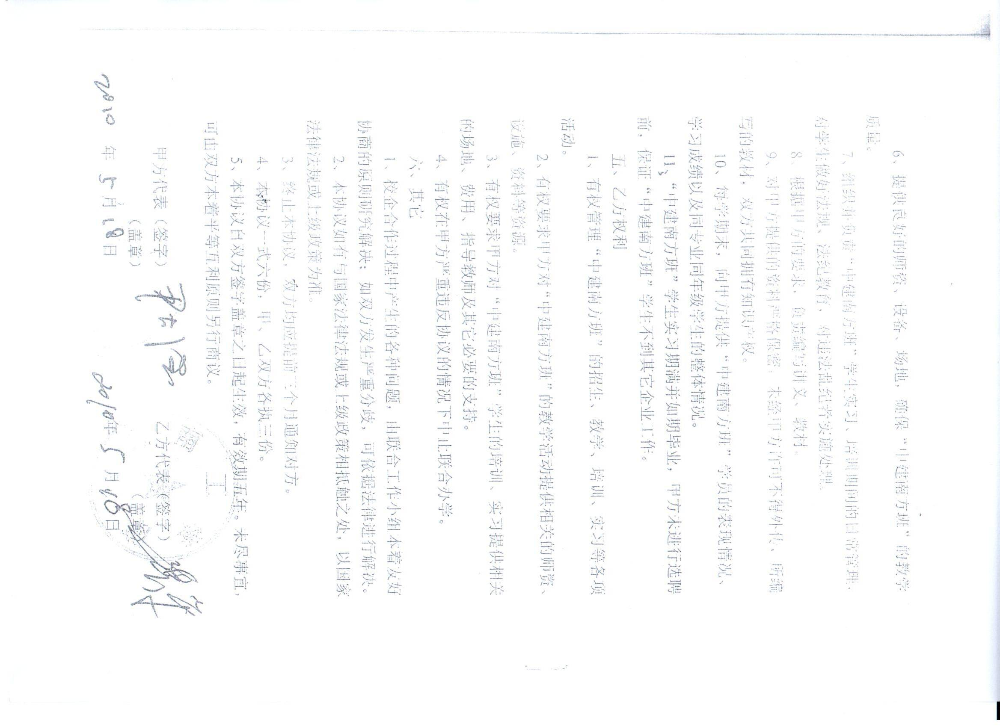 6、提供良好的师资、设备、场地，确保“中建南方班”的教学
质量。
7、组织并负责“中建南方班”学生实习、培训期间的日常管理、
对学生做好法规、法纪教育、对违法乱纪者实施处理。
8、根据甲方的要求，负责编写讲义、教材。
9、对甲方提供的资料严格保密，未经甲方许可不得外传、所编
写的教材，双方共同拥有知识产权。
10、每学期末，向甲方提供“中建南方班”学员的表现情况、
学习成绩以及同专业同年级学生的整体情况。
11、“中建南方班”学生实习期满并如期毕业，甲方未进行选聘
前，保证“中建南方班”学生不到其它企业工作。
五、乙方权利
1、有权管理“中建南方班”的招生、教学、培训、实习等各项
活动。
2、有权要求甲方对“中建南方班”的教学活动提供相关的师资、
设施、资料等资源。
3、有权要求甲方对“中建南方班”学生的培训、实习提供相关
的场地、费用、指导教师及其它必要的支持。
4、有权在甲方严重违反协议的情况下中止联合办学。
六、其它
1、校企合作过程中产生的各种问题，由联合工作小组本着友好
协商的原则研究解决；如双方发生严重分歧，可依据法律进行解决。
2、本协议如有与国家法律法规或上级政策相抵触之处，以国家
法律法规或上级政策为准。
3、终止本协议，双方均应提前三个月通知对方。
4、本协议一式六份，甲、乙双方各执三份。
5、本协议自双方签字盖章之日起生效，有效期五年。未尽事宜，
可由双方本着平等互利原则另行商议。
甲方代表（签字） 乙方代表（签字）
（盖章） （盖章）
2010年5月18日 2010年5月18日